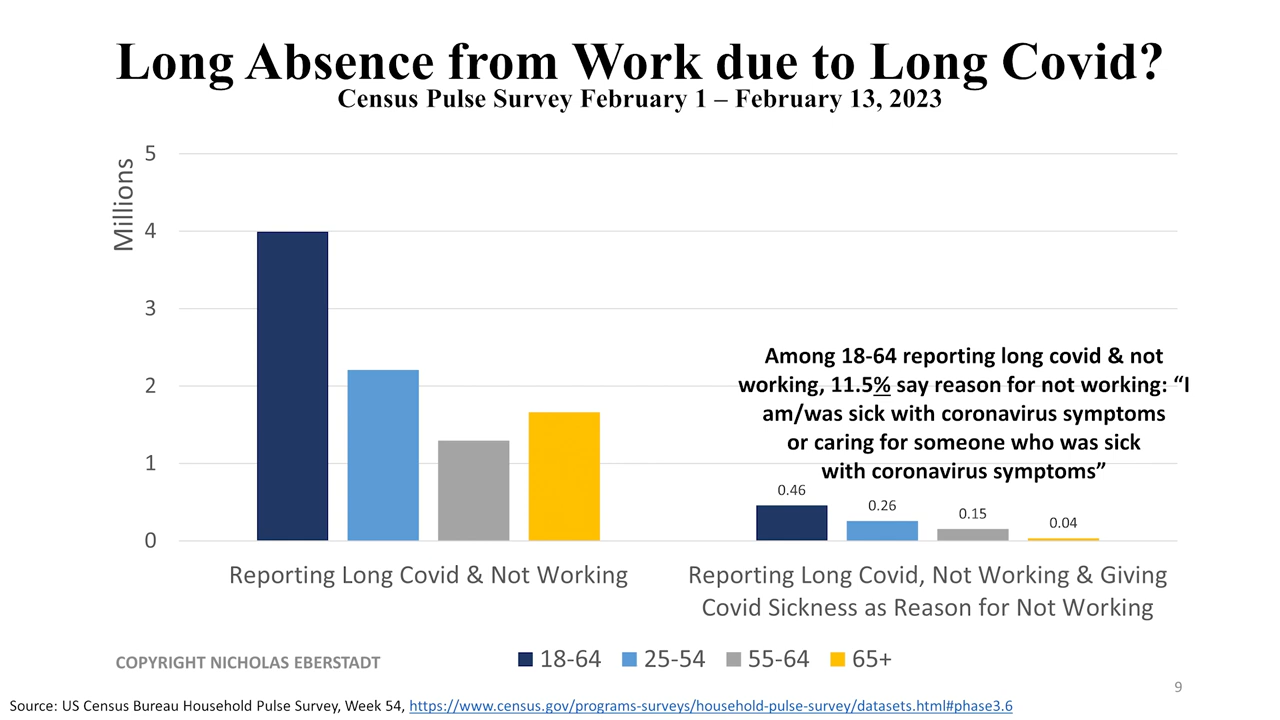 Long Absence from Work due to Long Covid?
Census Pulse Survey February 1 – February 13, 2023
Millions
5
4
3
2
1
0
Among 18-64 reporting long covid & not
working, 11.5% say reason for not working: “I
am/was sick with coronavirus symptoms
or caring for someone who was sick
with coronavirus symptoms”
0.46
0.26
0.15
0.04
Reporting Long Covid & Not Working
Reporting Long Covid, Not Working & Giving
Covid Sickness as Reason for Not Working
COPYRIGHT NICHOLAS EBERSTADT
18-64
25-54
55-64
65+
9
Source: US Census Bureau Household Pulse Survey, Week 54, https://www.census.gov/programs-surveys/household-pulse-survey/datasets.html#phase3.6